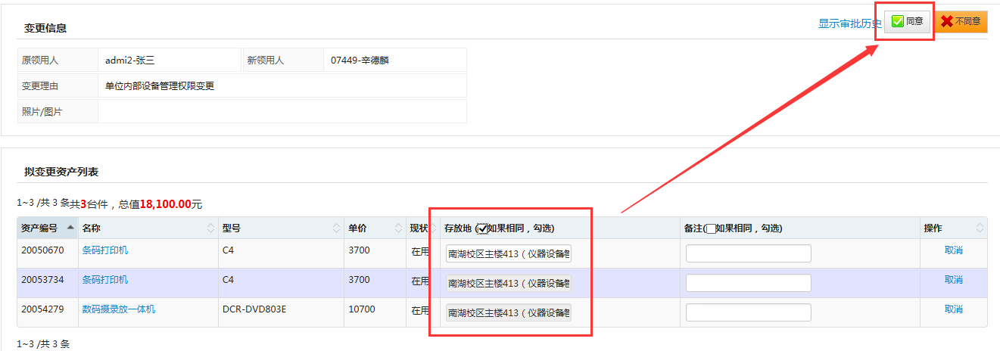 变更信息
显示审批历史 同意 不同意
原领用人 admi2-张三 新领用人 07449-辛德麟
变更理由 单位内部设备管理权限变更
照片/图片
拟变更资产列表
1~3 /共 3 条共3台件，总值18,100.00元
资产编号 名称 型号 单价 现状 存放地 (如果相同，勾选) 备注(如果相同，勾选) 操作
20050670 条码打印机 C4 3700 在用 南湖校区主楼413（仪器设备管 取消
20053734 条码打印机 C4 3700 在用 南湖校区主楼413（仪器设备管 取消
20054279 数码摄录放一体机 DCR-DVD803E 10700 在用 南湖校区主楼413（仪器设备管 取消
1~3 /共 3 条